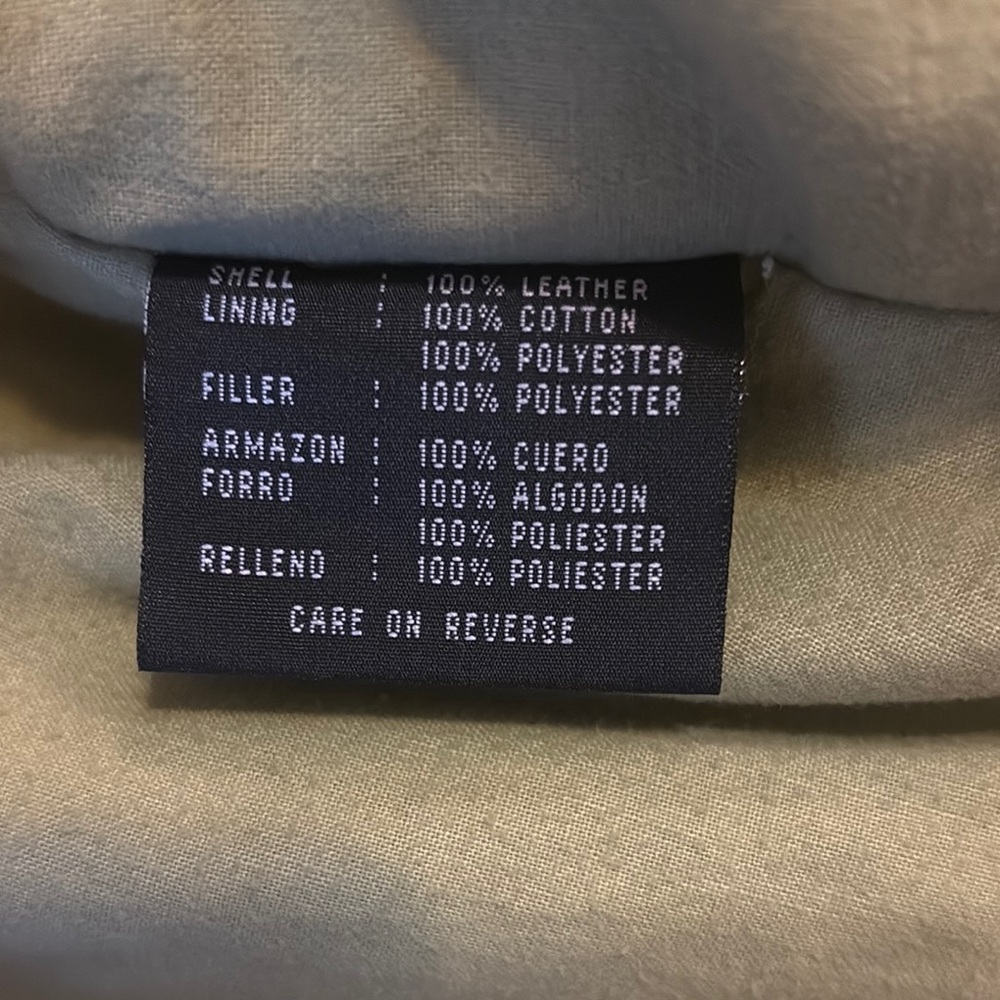 SHELL : 100% LEATHER
LINING : 100% COTTON
100% POLYESTER
FILLER : 100% POLYESTER
ARMAZON : 100% CUERO
FORRO : 100% ALGODON
100% POLIESTER
RELLENO : 100% POLIESTER
CARE ON REVERSE